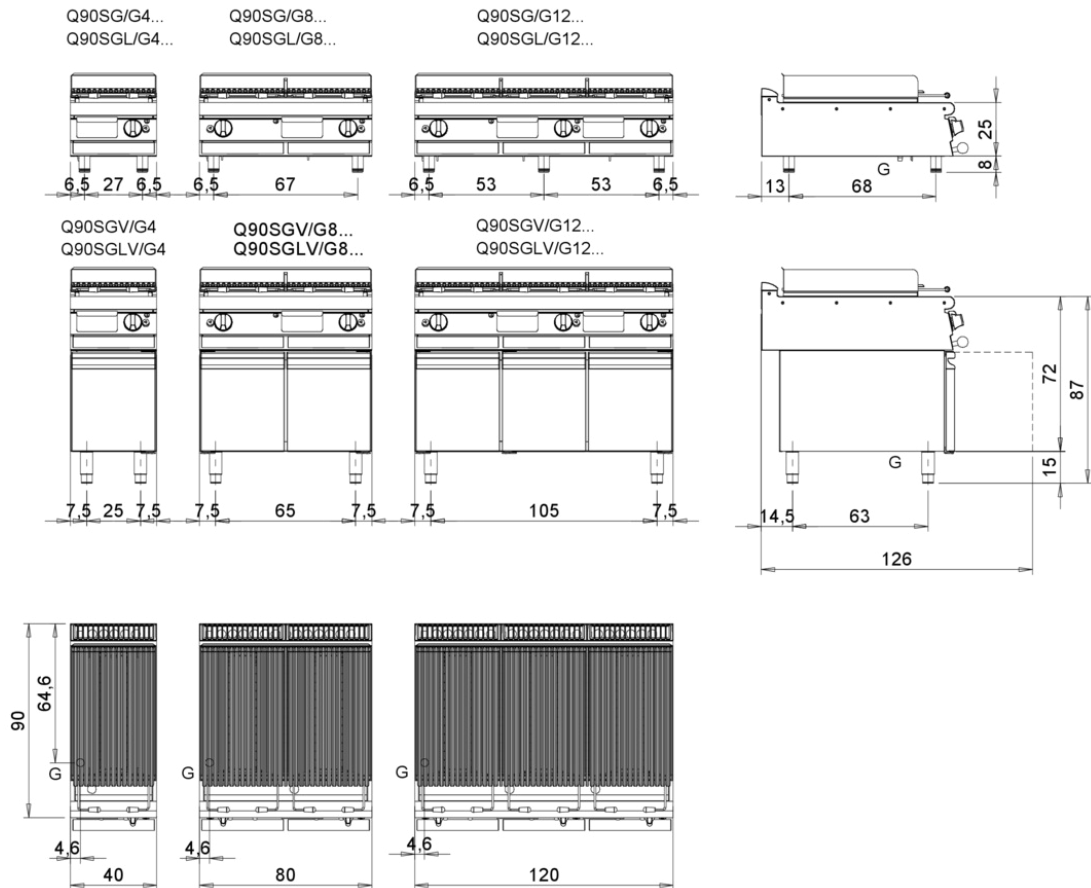 Q90SG/G4... Q90SG/G8... Q90SG/G12...
Q90SGL/G4... Q90SGL/G8... Q90SGL/G12...
25
8
G
6,5 27 6,5 6,5 67 6,5 53 53 6,5 13 68
Q90SGV/G4 Q90SGV/G8... Q90SGV/G12...
Q90SGLV/G4 Q90SGLV/G8... Q90SGLV/G12...
72
87
G
15
7,5 25 7,5 7,5 65 7,5 7,5 105 7,5 14,5 63
126
64,6
90
G G G
4,6 4,6 4,6
40 80 120